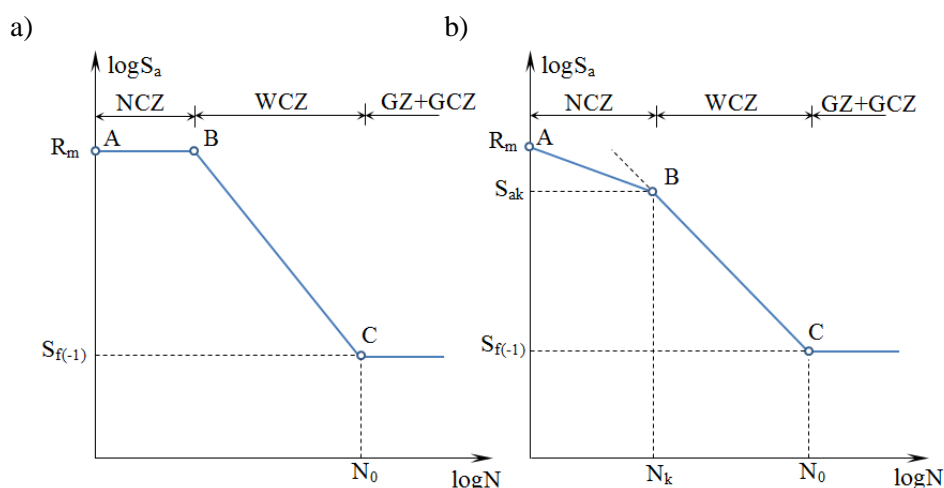 a)
logSa
NCZ WCZ GZ+GCZ
Rm A B
Sf(-1) C
N0 logN
b)
logSa
NCZ WCZ GZ+GCZ
Rm A
Sak B
Sf(-1) C
Nk N0 logN